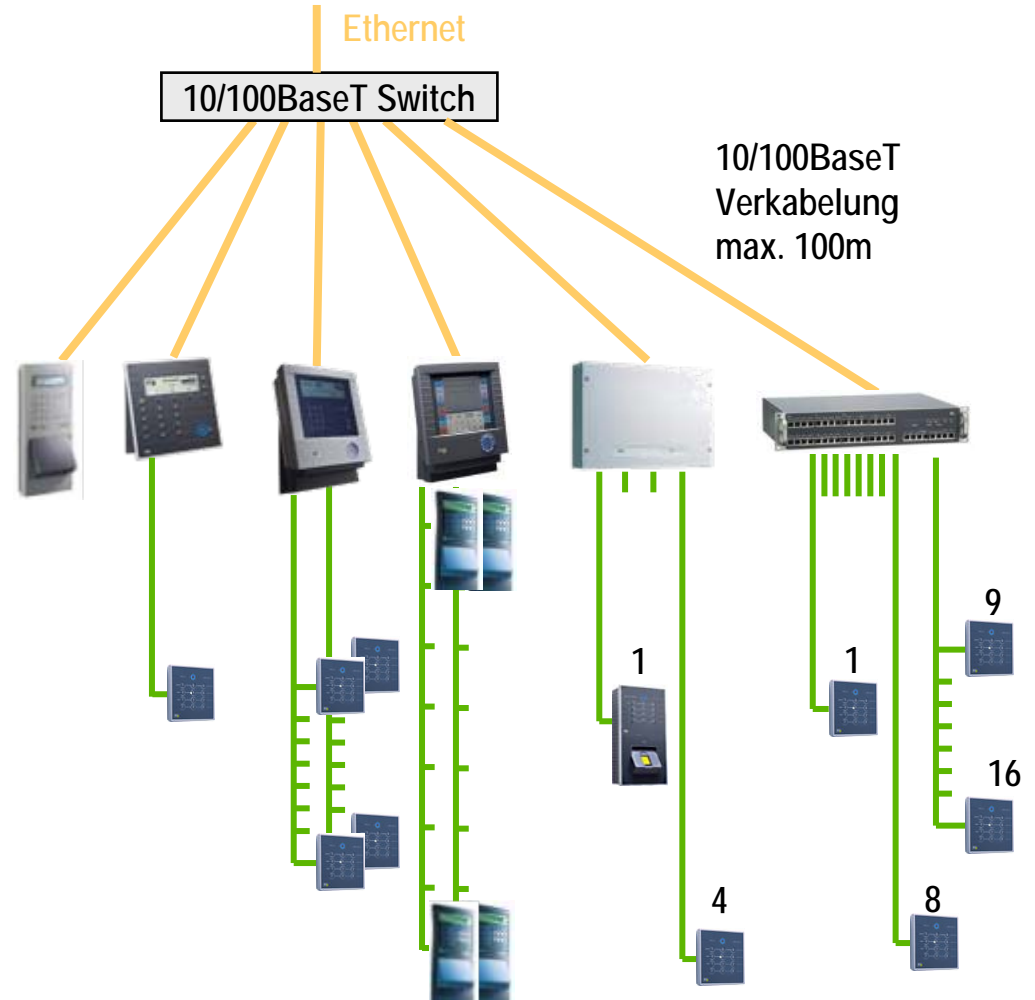 Ethernet
10/100BaseT Switch
10/100BaseT
Verkabelung
max. 100m
9
1
1
16
4
8